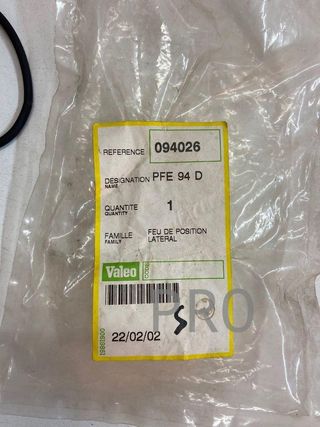 REFERENCE 094026
DESIGNATION PFE 94 D
NAME
QUANTITE 1
QUANTITY
FAMILLE FEU DE POSITION
FAMILY LATERAL
Valeo CODE
PRO
S
22/02/02